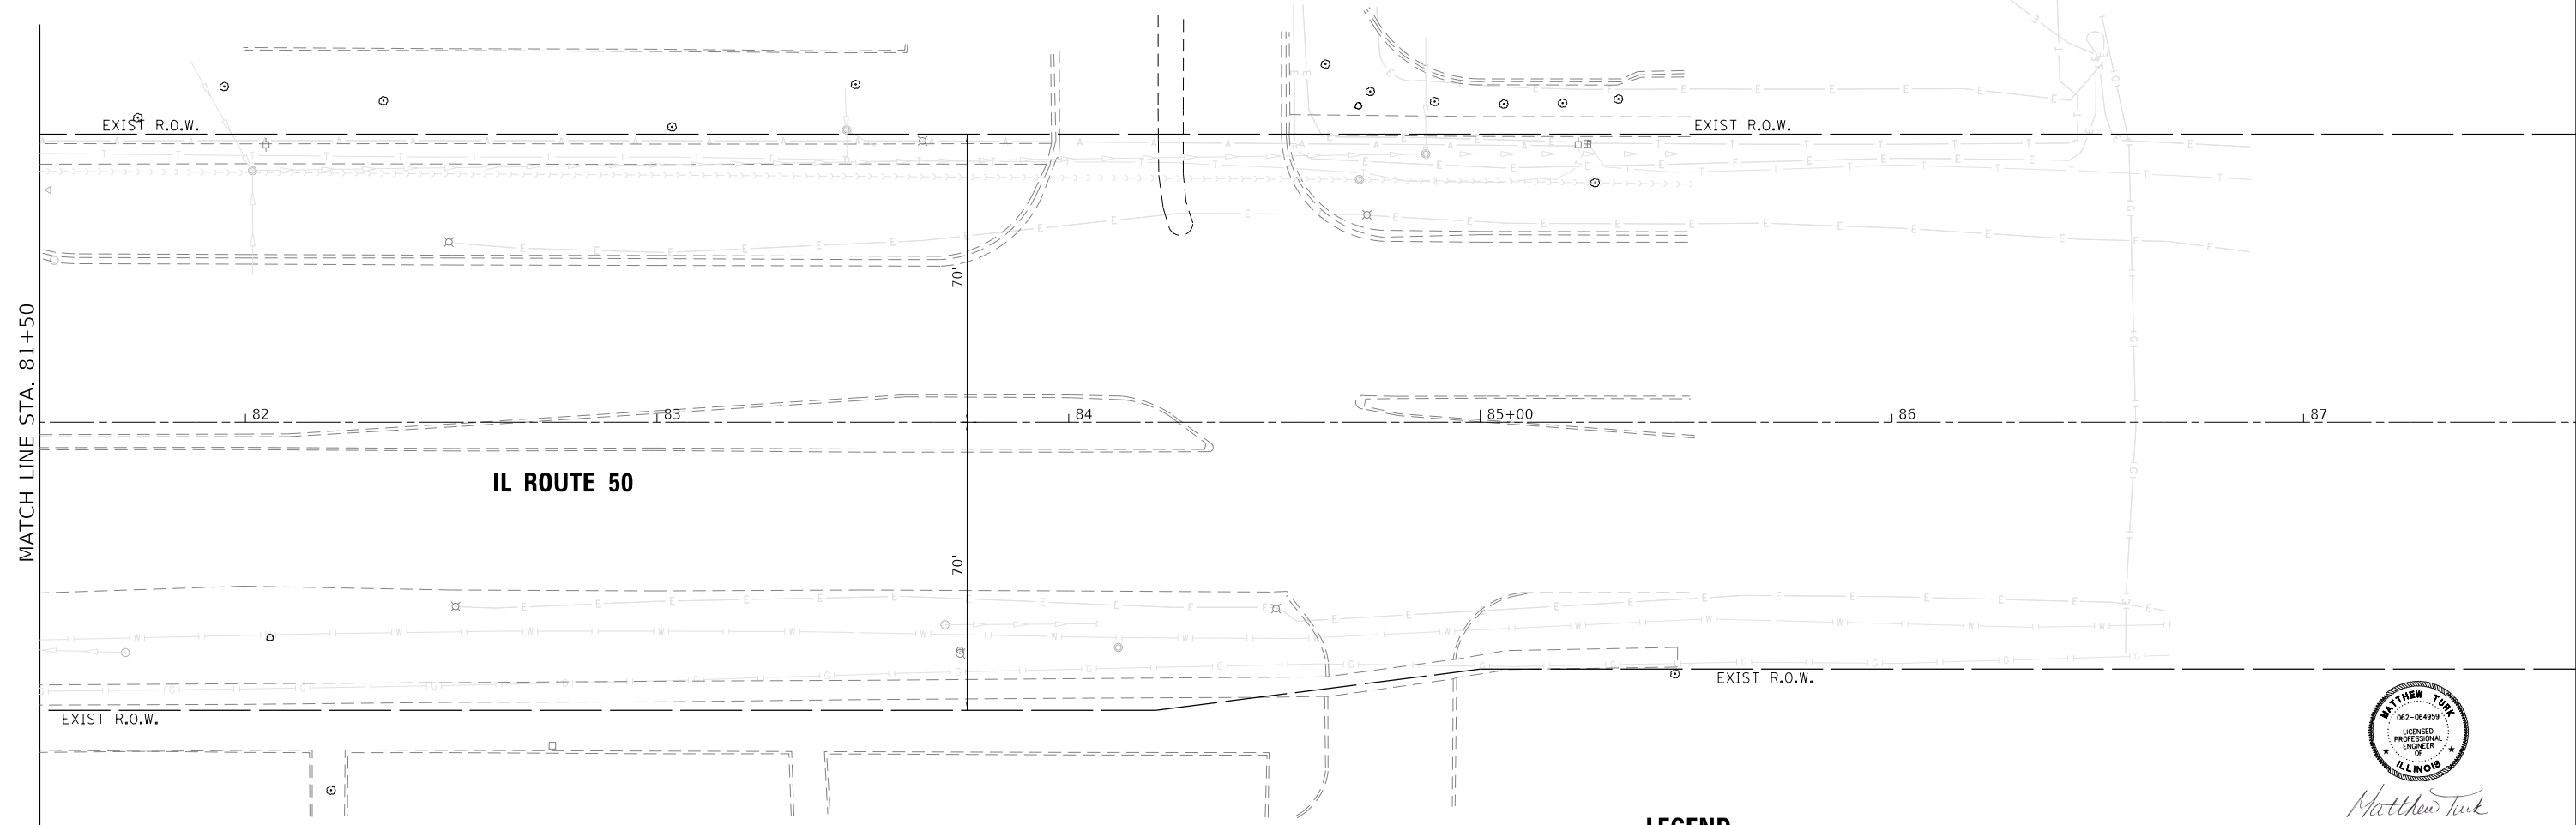 EXIST R.O.W.
EXIST R.O.W.
70'
MATCH LINE STA. 81+50
82
83
84
85+00
86
87
IL ROUTE 50
70'
EXIST R.O.W.
EXIST R.O.W.
MATTHEW TURK
062-064959
LICENSED
PROFESSIONAL
ENGINEER
OF
ILLINOIS
Matthew Turk
LEGEND